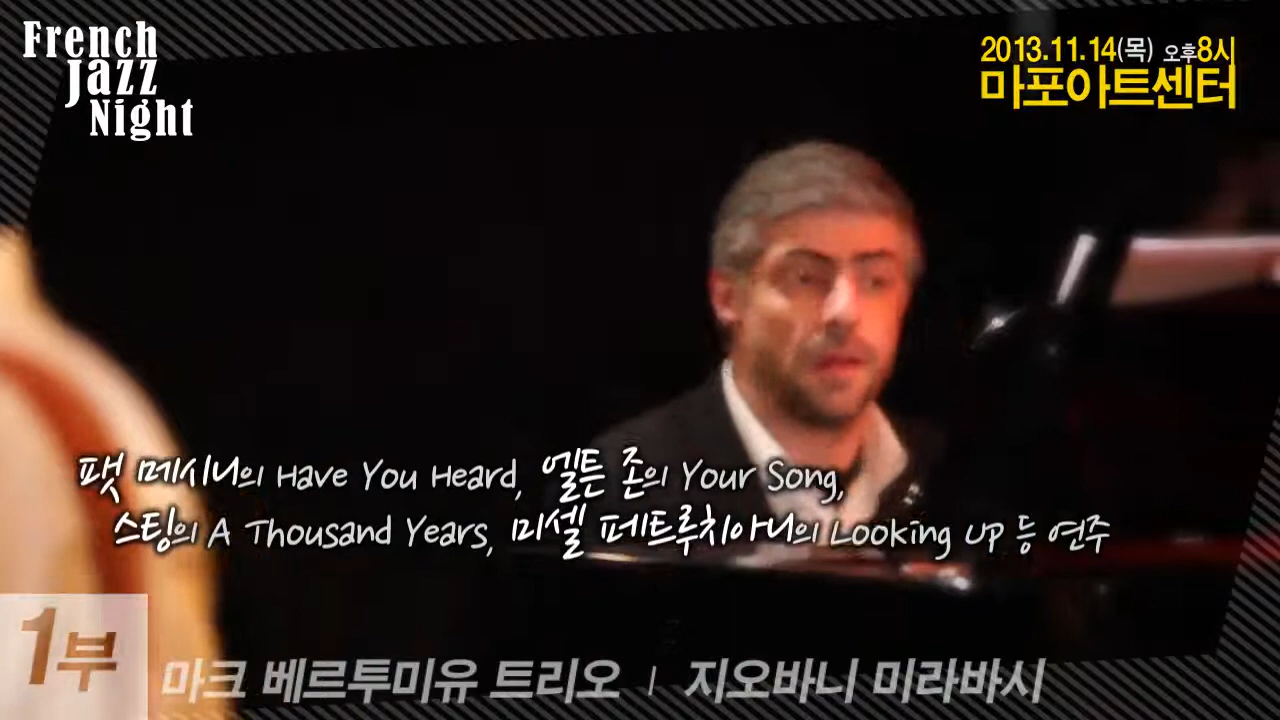 French
Jazz
Night
2013.11.14(목) 오후8시
마포아트센터
팻 메시니의 Have You Heard, 엘튼 존의 Your Song,
스팅의 A Thousand Years, 미셸 페트루치아니의 Looking up 등 연주
1부
마크 베르투미유 트리오 | 지오바니 미라바시